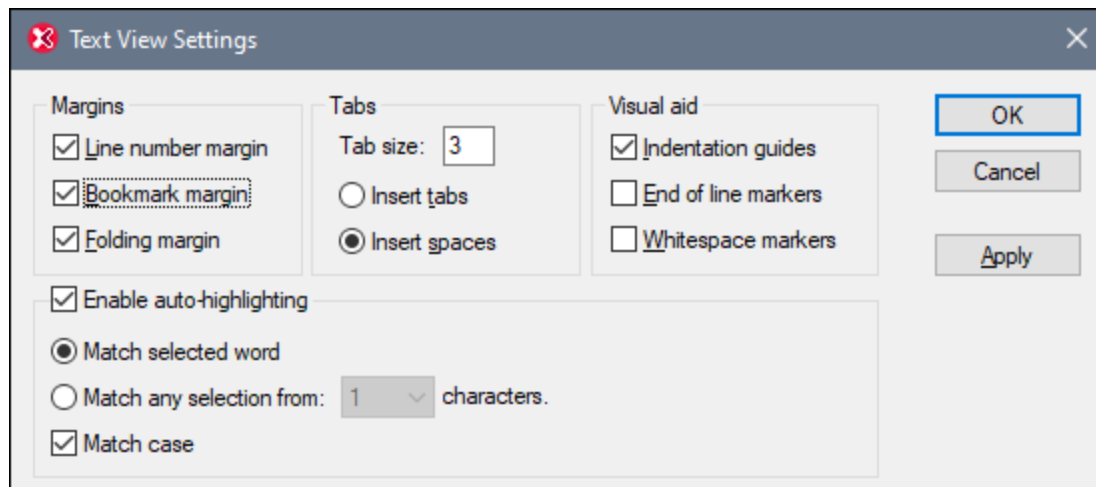 Text View Settings
Margins
Line number margin
Bookmark margin
Folding margin
Tabs
Tab size: 3
Insert tabs
Insert spaces
Visual aid
Indentation guides
End of line markers
Whitespace markers
OK
Cancel
Apply
Enable auto-highlighting
Match selected word
Match any selection from: 1 characters.
Match case